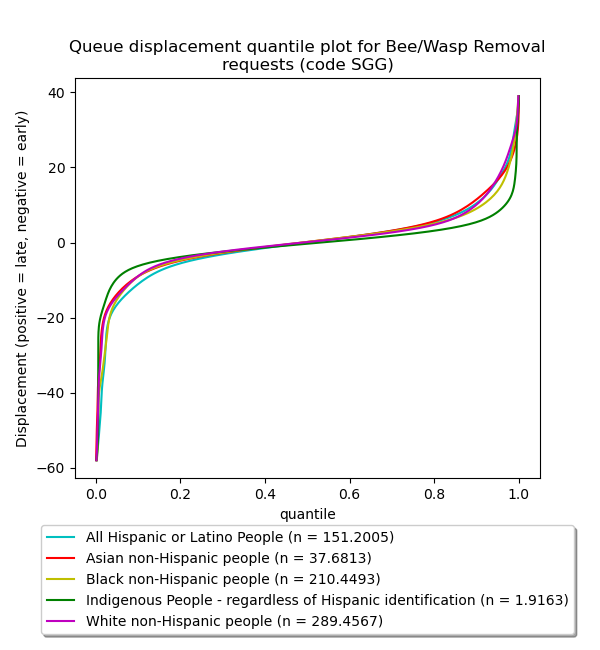 Queue displacement quantile plot for Bee/Wasp Removal
requests (code SGG)
Displacement (positive = late, negative = early)
40
20
0
−20
−40
−60
0.0 0.2 0.4 0.6 0.8 1.0
quantile
All Hispanic or Latino People (n = 151.2005)
Asian non-Hispanic people (n = 37.6813)
Black non-Hispanic people (n = 210.4493)
Indigenous People - regardless of Hispanic identification (n = 1.9163)
White non-Hispanic people (n = 289.4567)